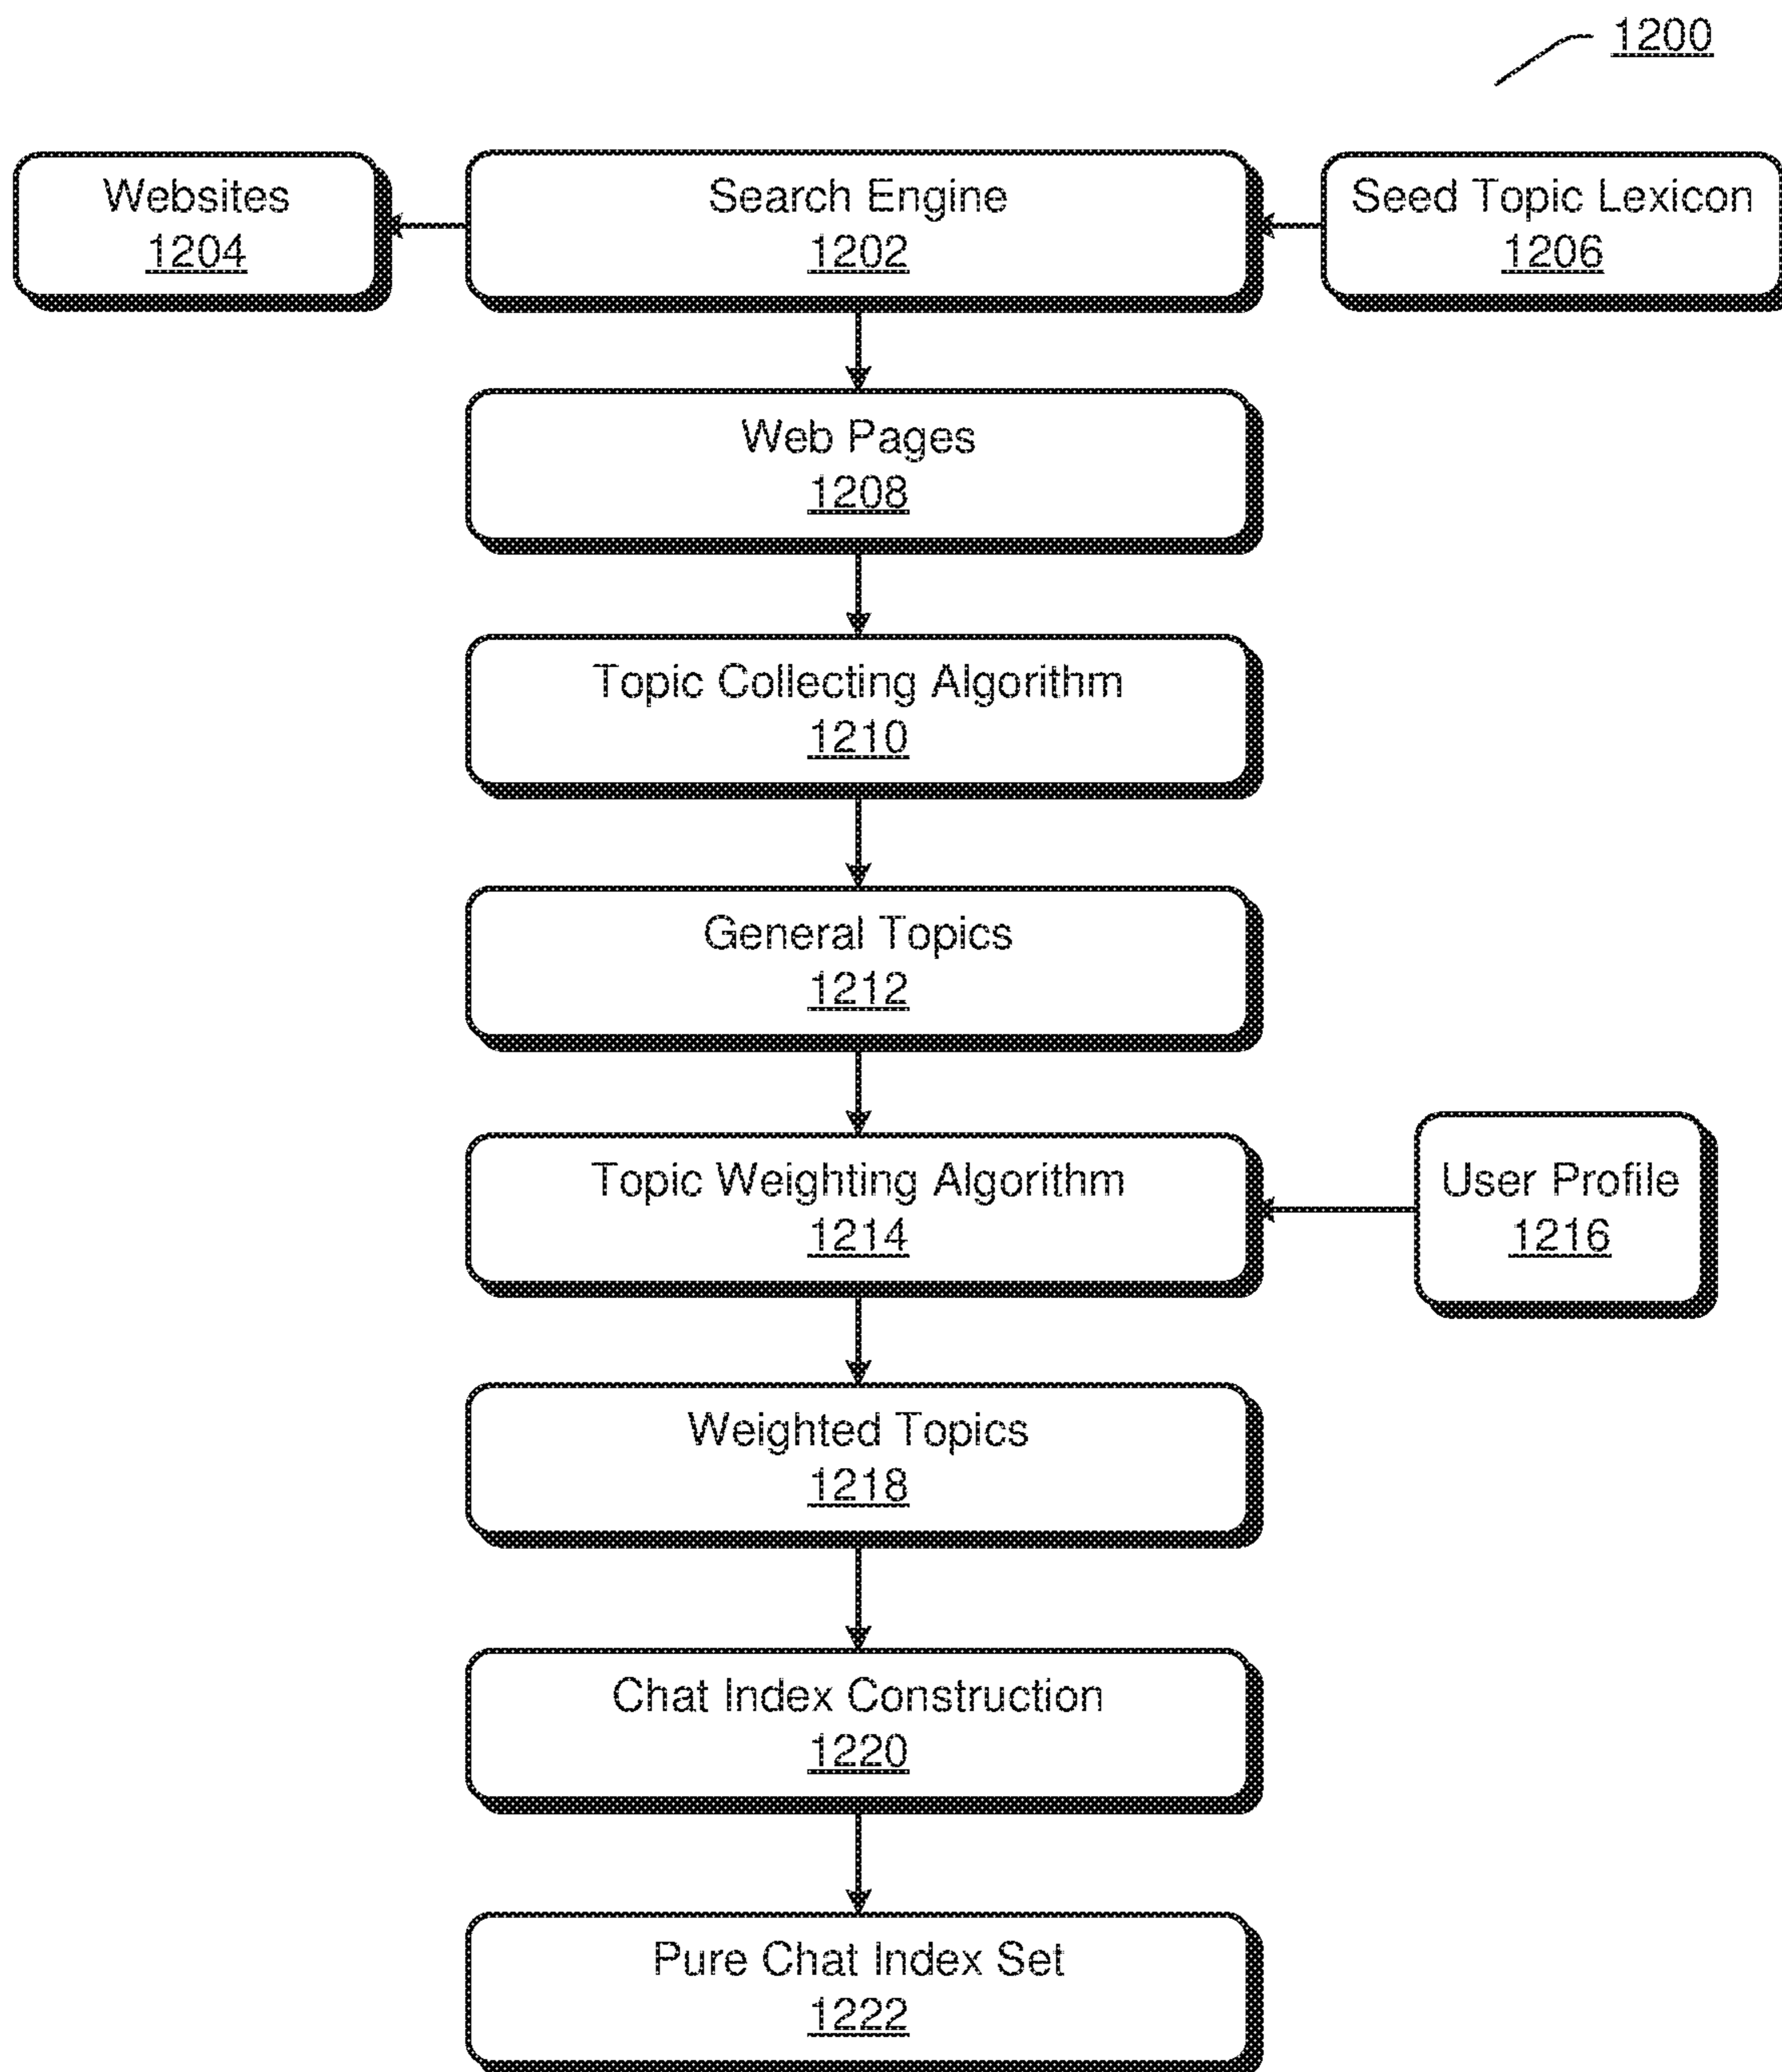 1200
Websites
1204
Search Engine
1202
Seed Topic Lexicon
1206
Web Pages
1208
Topic Collecting Algorithm
1210
General Topics
1212
Topic Weighting Algorithm
1214
User Profile
1216
Weighted Topics
1218
Chat Index Construction
1220
Pure Chat Index Set
1222